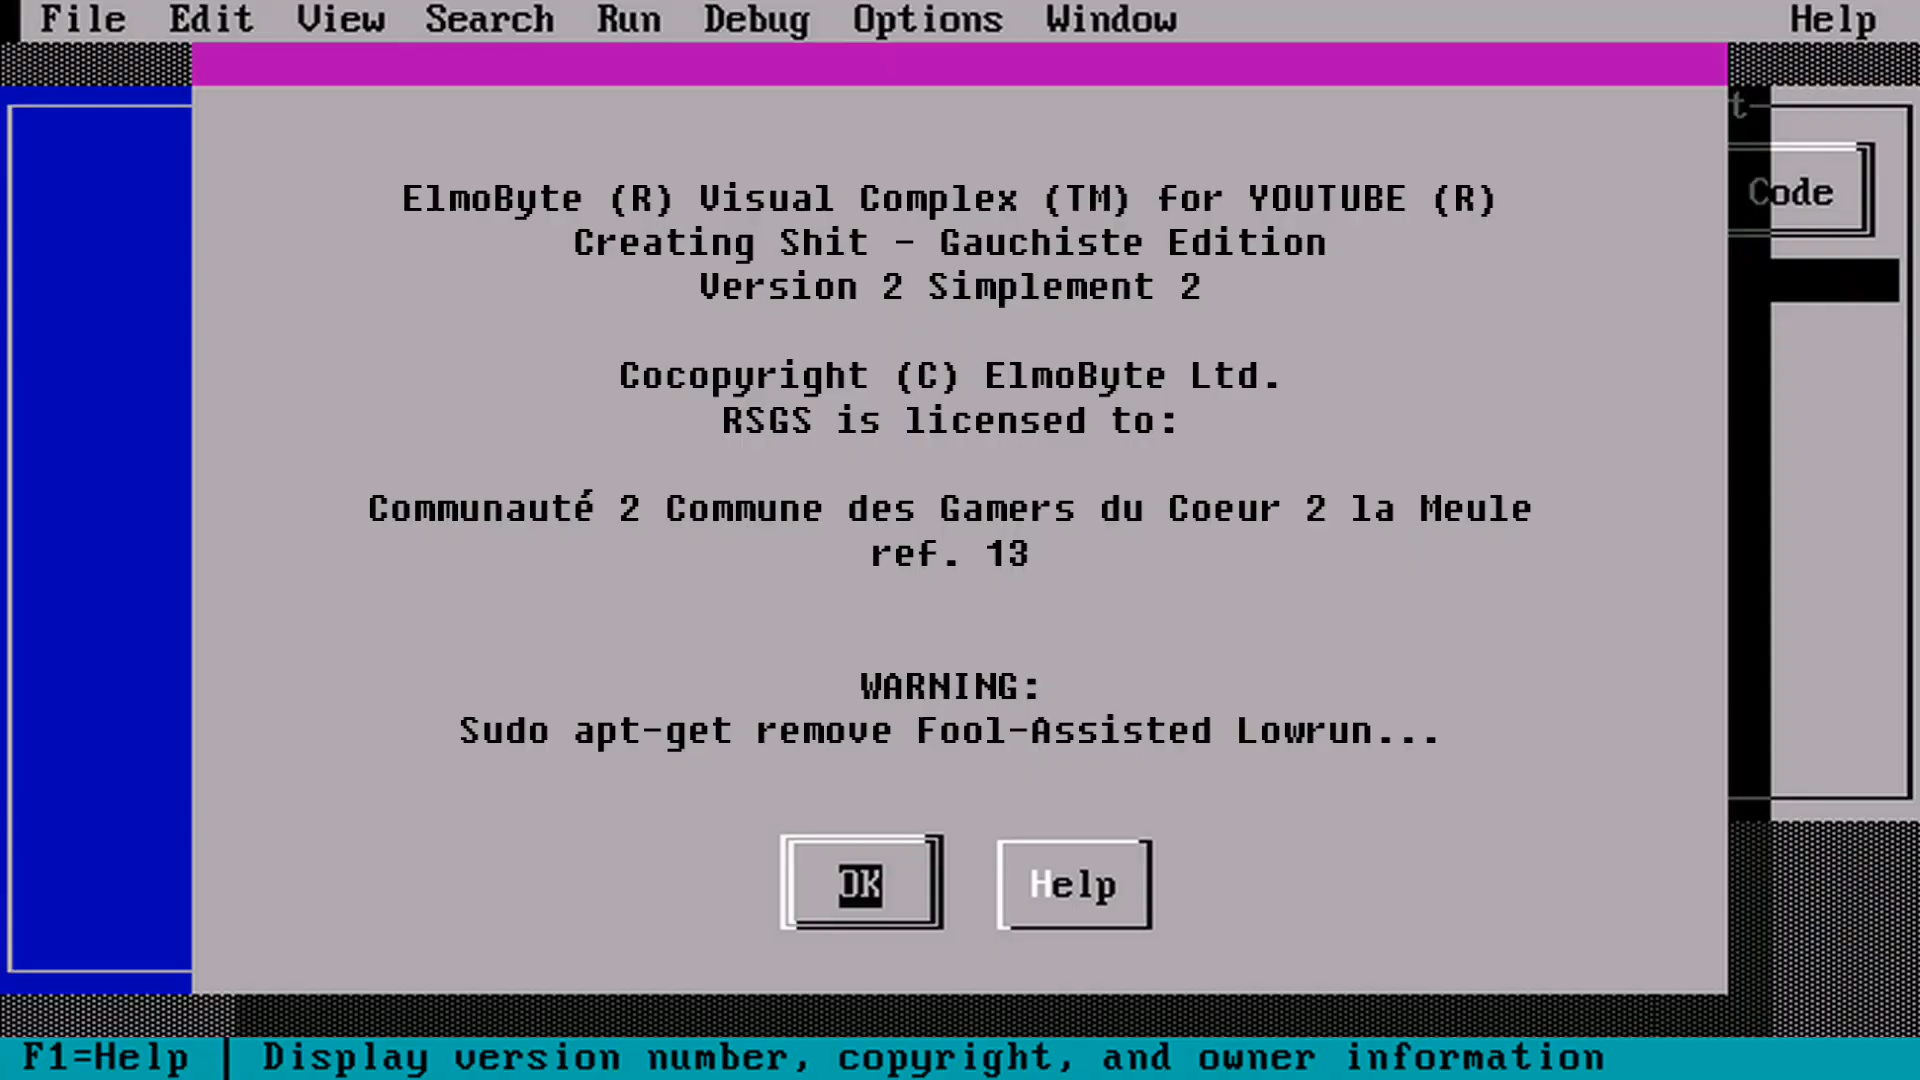 File Edit View Search Run Debug Options Window Help
ElmoByte (R) Visual Complex (TM) for YOUTUBE (R)
Creating Shit - Gauchiste Edition
Version 2 Simplement 2
Cocopyright (C) ElmoByte Ltd.
RSGS is licensed to:
Communauté 2 Commune des Gamers du Coeur 2 la Meule
ref. 13
WARNING:
Sudo apt-get remove Fool-Assisted Lowrun...
OK Help
t
Code
F1=Help | Display version number, copyright, and owner information